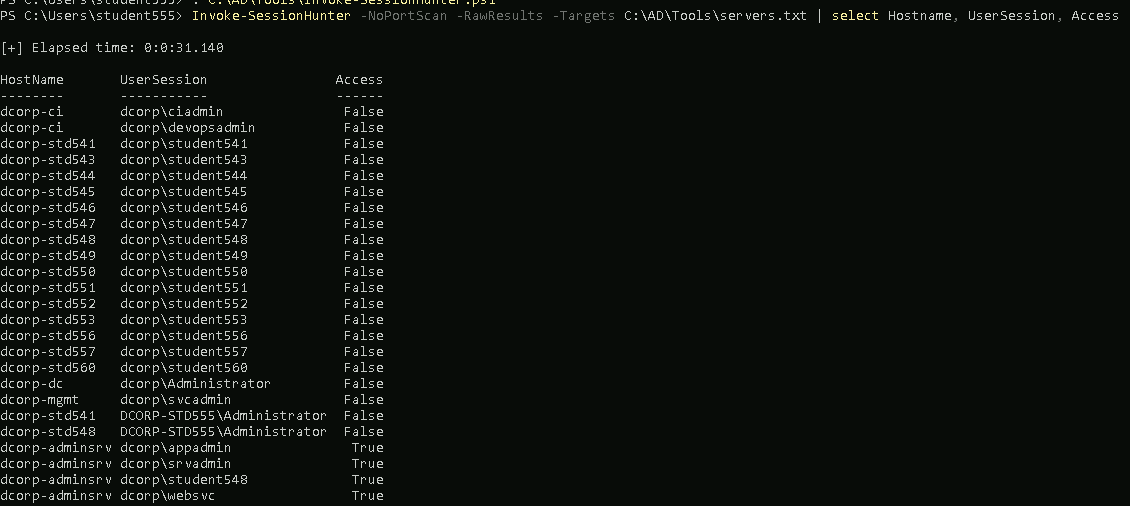 PS C:\Users\student555> . C:\AD\Tools\Invoke-SessionHunter.ps1
PS C:\Users\student555> Invoke-SessionHunter -NoPortScan -RawResults -Targets C:\AD\Tools\servers.txt | select Hostname, UserSession, Access
[+] Elapsed time: 0:0:31.140
HostName UserSession Access
-------- ----------- ------
dcorp-ci dcorp\ciadmin False
dcorp-ci dcorp\devopsadmin False
dcorp-std541 dcorp\student541 False
dcorp-std543 dcorp\student543 False
dcorp-std544 dcorp\student544 False
dcorp-std545 dcorp\student545 False
dcorp-std546 dcorp\student546 False
dcorp-std547 dcorp\student547 False
dcorp-std548 dcorp\student548 False
dcorp-std549 dcorp\student549 False
dcorp-std550 dcorp\student550 False
dcorp-std551 dcorp\student551 False
dcorp-std552 dcorp\student552 False
dcorp-std553 dcorp\student553 False
dcorp-std556 dcorp\student556 False
dcorp-std557 dcorp\student557 False
dcorp-std560 dcorp\student560 False
dcorp-dc dcorp\Administrator False
dcorp-mgmt dcorp\svcadmin False
dcorp-std541 DCORP-STD555\Administrator False
dcorp-std548 DCORP-STD555\Administrator False
dcorp-adminsrv dcorp\appadmin True
dcorp-adminsrv dcorp\srvadmin True
dcorp-adminsrv dcorp\student548 True
dcorp-adminsrv dcorp\websvc True